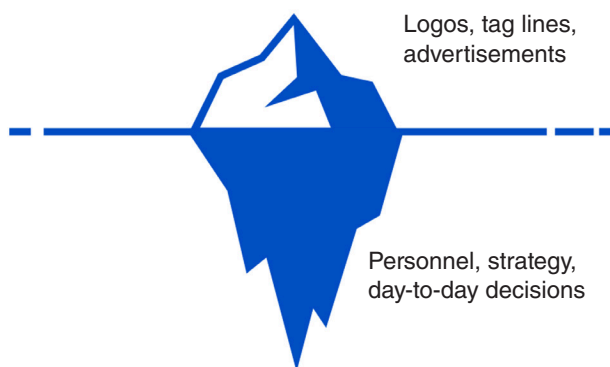 Logos, tag lines,
advertisements
Personnel, strategy,
day-to-day decisions